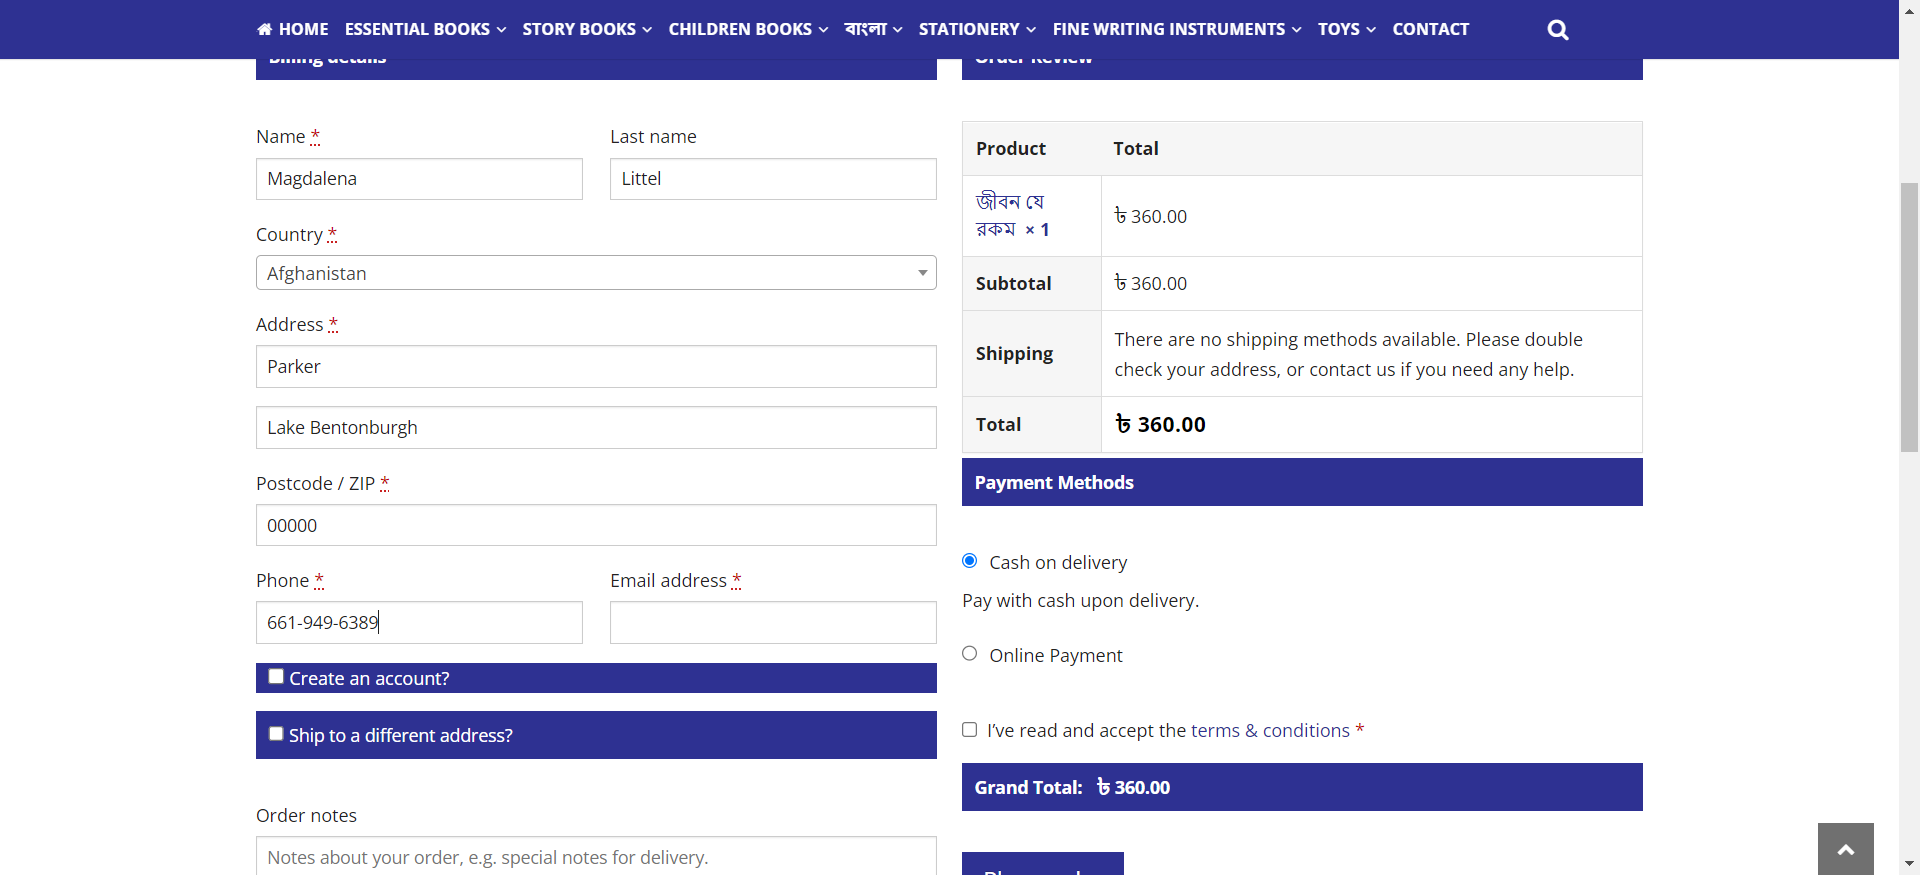 HOME ESSENTIAL BOOKS STORY BOOKS CHILDREN BOOKS বাংলা STATIONERY FINE WRITING INSTRUMENTS TOYS CONTACT
Billing details
Name *
Last name
Magdalena
Littel
Country *
Afghanistan
Address *
Parker
Lake Bentonburgh
Postcode / ZIP *
00000
Phone *
Email address *
661-949-6389
Create an account?
Ship to a different address?
Order notes
Notes about your order, e.g. special notes for delivery.
Order Review
Product Total
জীবন যে
রকম × 1
৳ 360.00
Subtotal ৳ 360.00
Shipping
There are no shipping methods available. Please double
check your address, or contact us if you need any help.
Total ৳ 360.00
Payment Methods
Cash on delivery
Pay with cash upon delivery.
Online Payment
I’ve read and accept the terms & conditions *
Grand Total: ৳ 360.00